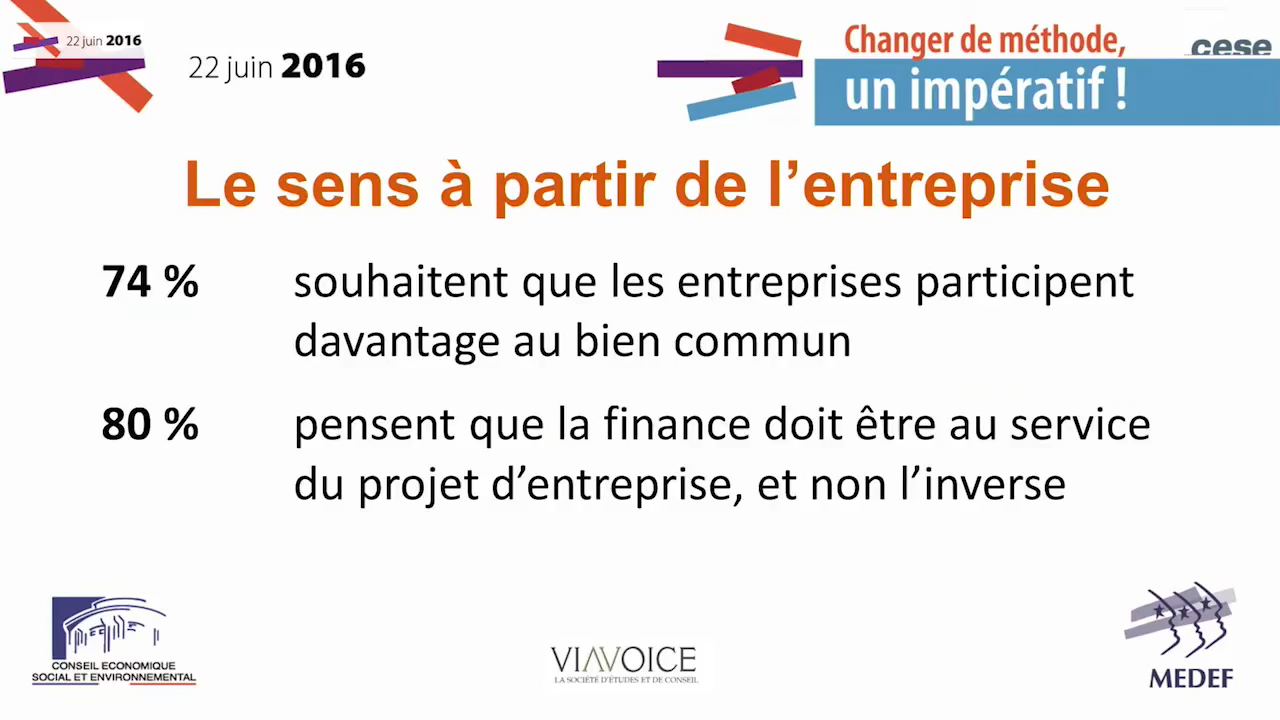 22 juin 2016
22 juin 2016
Changer de méthode,
un impératif !
cese
Le sens à partir de l’entreprise
74 % souhaitent que les entreprises participent
davantage au bien commun
80 % pensent que la finance doit être au service
du projet d’entreprise, et non l’inverse
CONSEIL ECONOMIQUE
SOCIAL ET ENVIRONNEMENTAL
VIAVOICE
LA SOCIÉTÉ D'ÉTUDES ET DE CONSEIL
MEDEF